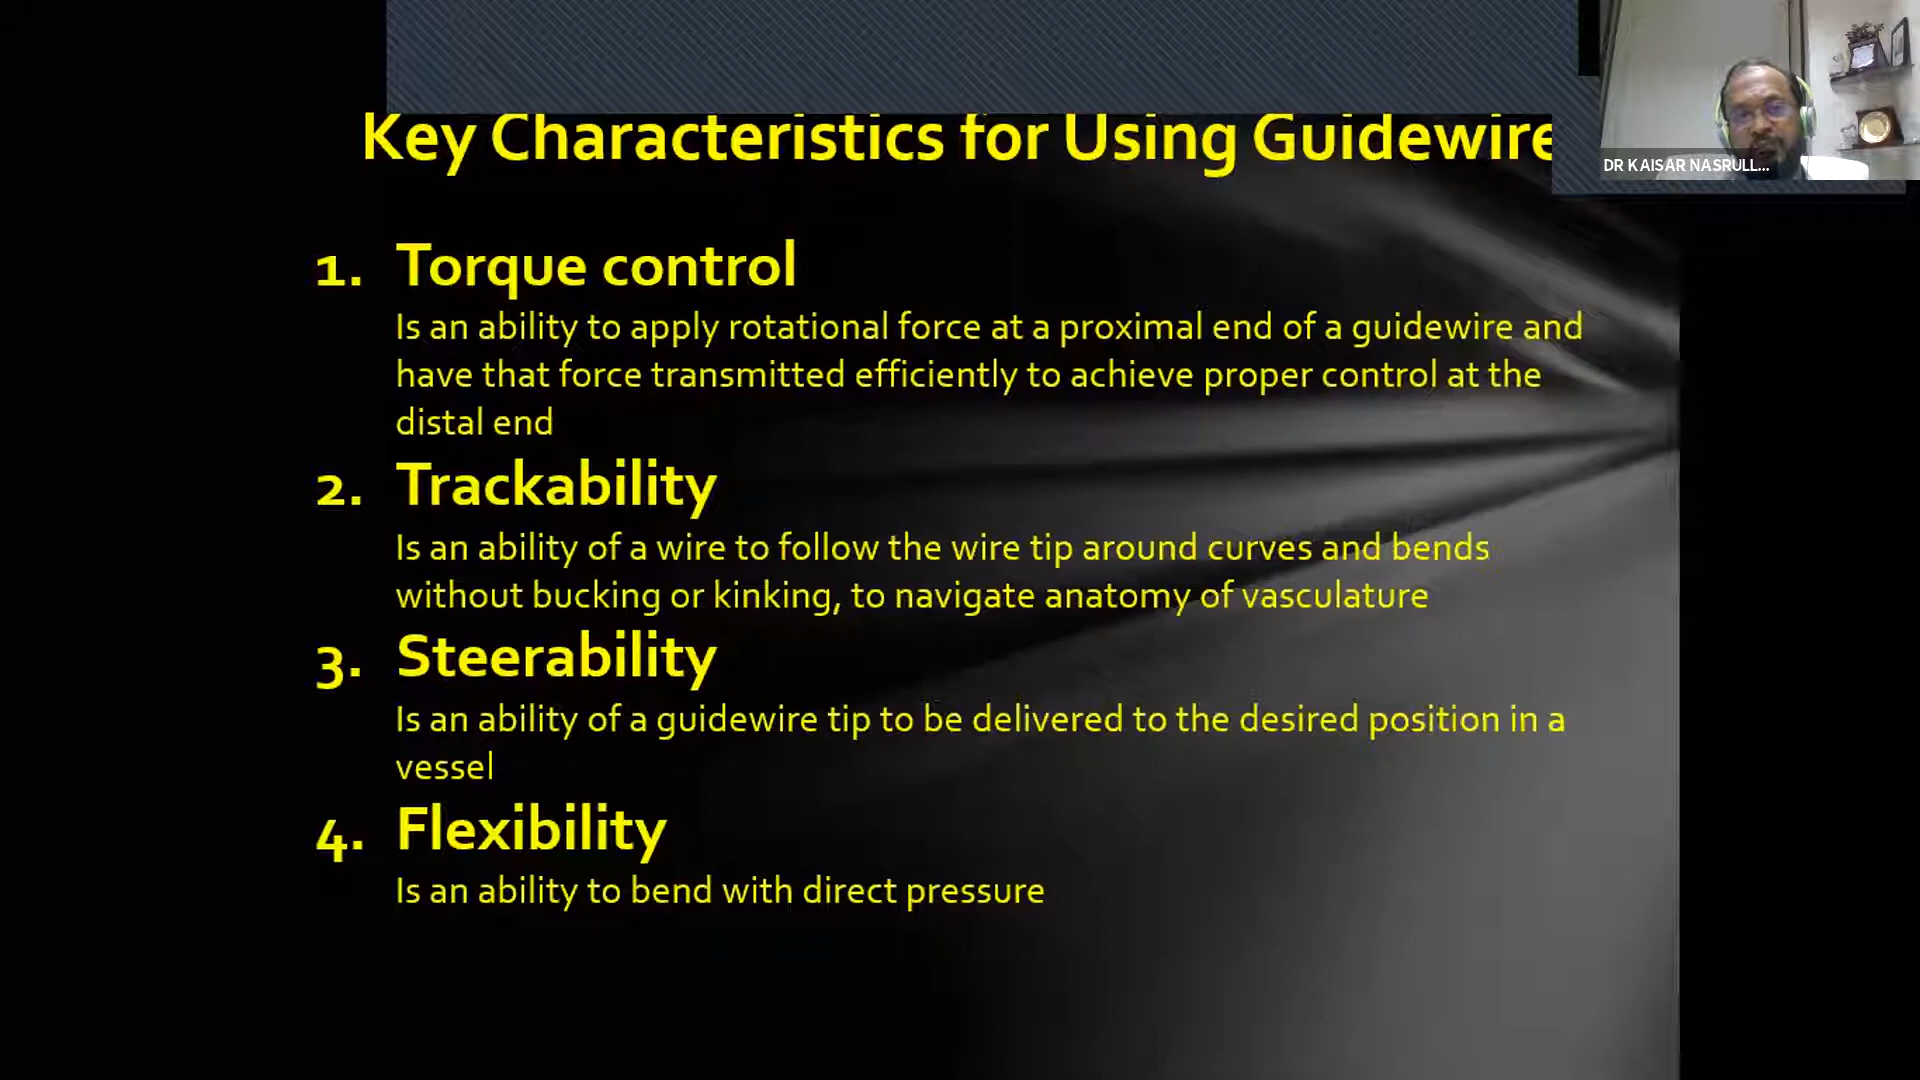 DR KAISAR NASRULL...
Key Characteristics for Using Guidewire
1. Torque control
Is an ability to apply rotational force at a proximal end of a guidewire and
have that force transmitted efficiently to achieve proper control at the
distal end
2. Trackability
Is an ability of a wire to follow the wire tip around curves and bends
without bucking or kinking, to navigate anatomy of vasculature
3. Steerability
Is an ability of a guidewire tip to be delivered to the desired position in a
vessel
4. Flexibility
Is an ability to bend with direct pressure